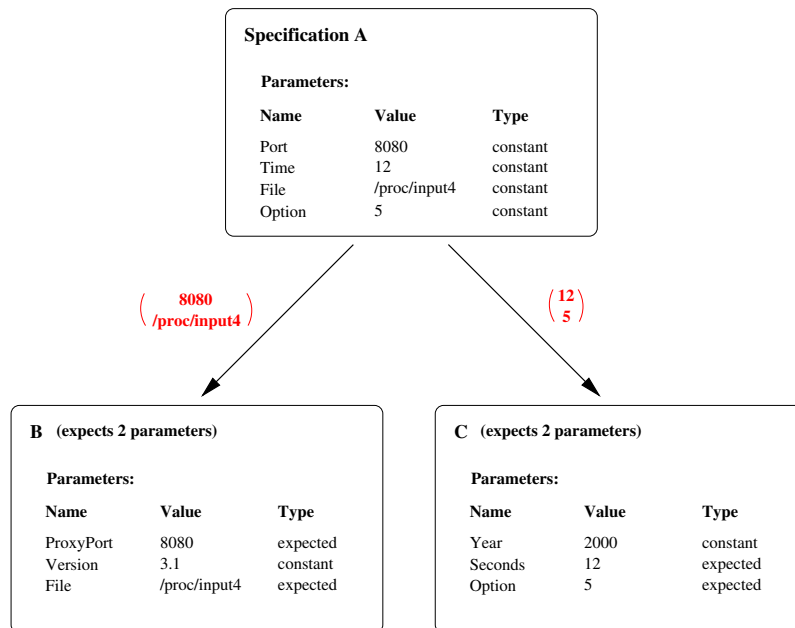 Specification A
Parameters:
Name Value Type
Port 8080 constant
Time 12 constant
File /proc/input4 constant
Option 5 constant
8080
/proc/input4
12
5
B (expects 2 parameters)
Parameters:
Name Value Type
ProxyPort 8080 expected
Version 3.1 constant
File /proc/input4 expected
C (expects 2 parameters)
Parameters:
Name Value Type
Year 2000 constant
Seconds 12 expected
Option 5 expected